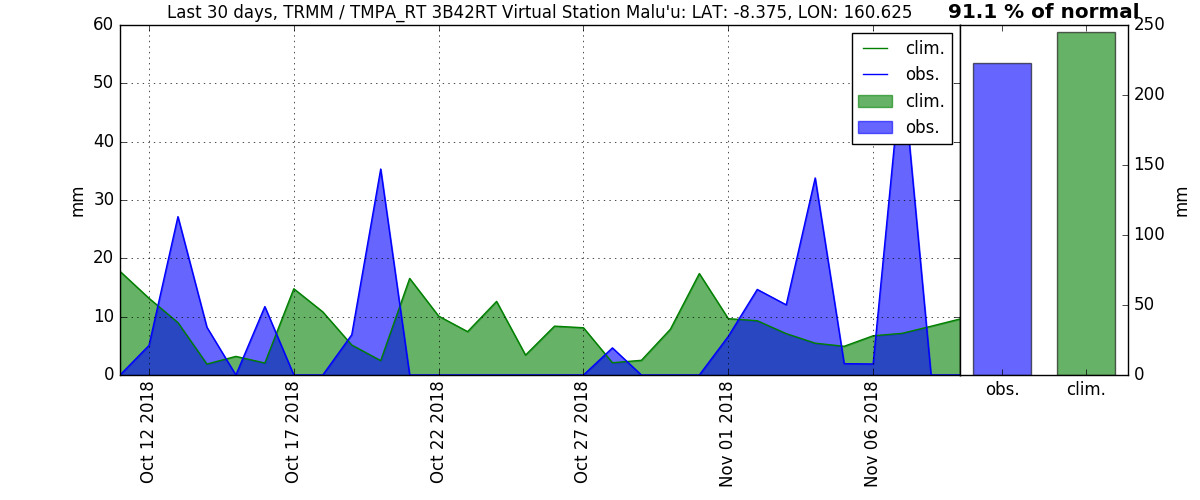 Last 30 days, TRMM / TMPA_RT 3B42RT Virtual Station Malu'u: LAT: -8.375, LON: 160.625
91.1 % of normal
60
50
40
30
20
10
0
mm
clim.
obs.
clim.
obs.
250
200
150
100
50
0
mm
Oct 12 2018
Oct 17 2018
Oct 22 2018
Oct 27 2018
Nov 01 2018
Nov 06 2018
obs.
clim.